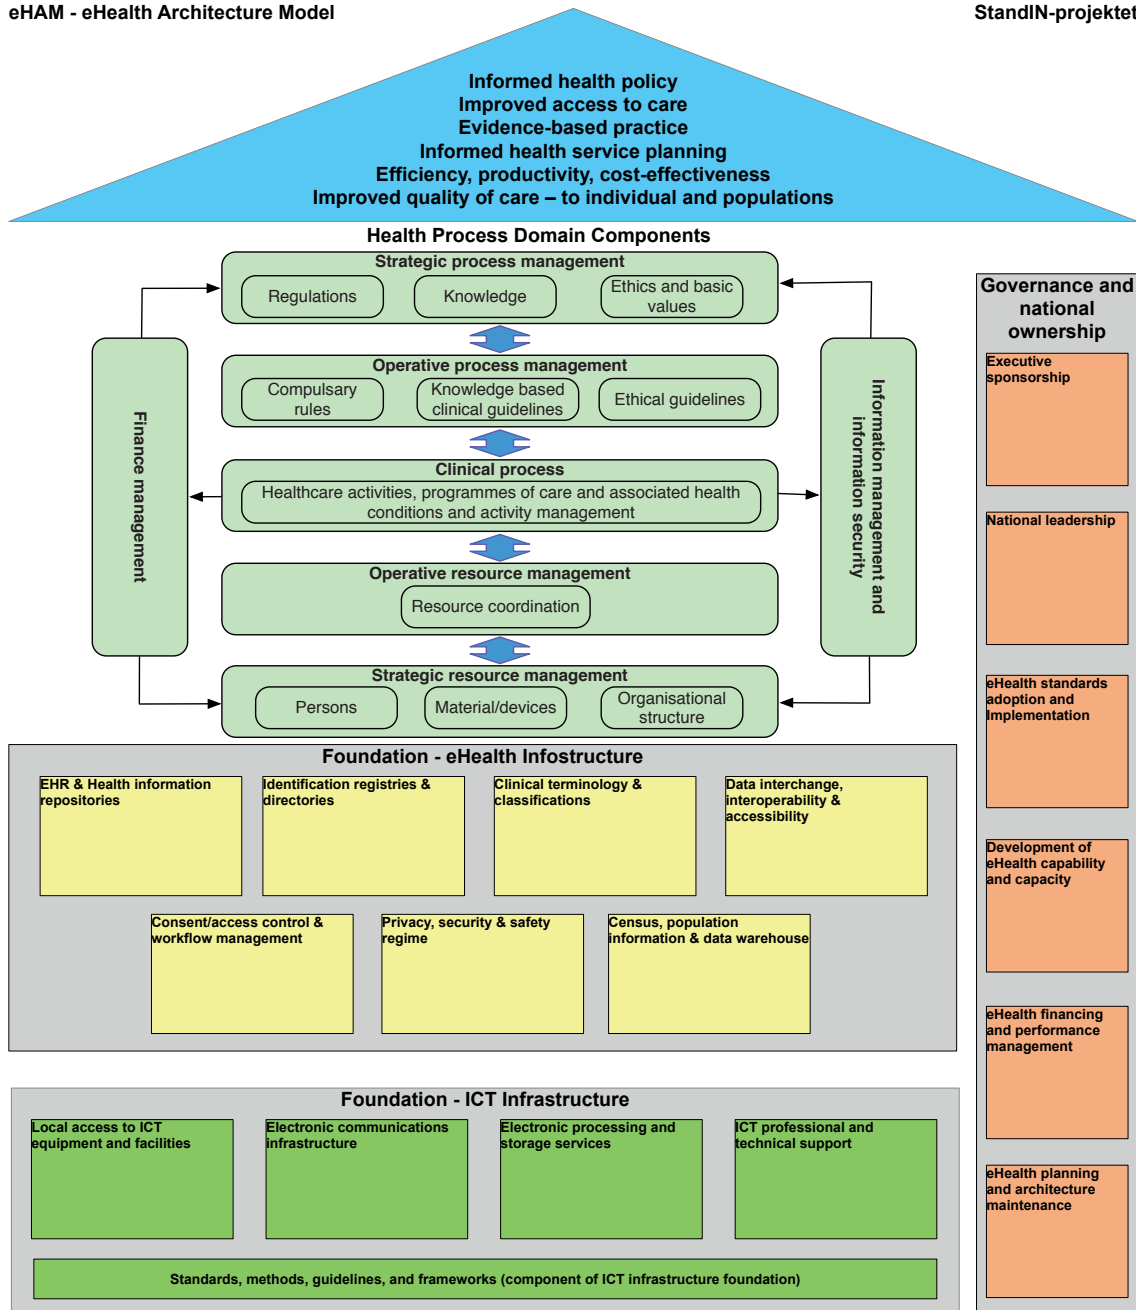 eHAM - eHealth Architecture Model
StandIN-projektet
Informed health policy
Improved access to care
Evidence-based practice
Informed health service planning
Efficiency, productivity, cost-effectiveness
Improved quality of care – to individual and populations
Health Process Domain Components
Strategic process management
Regulations
Knowledge
Ethics and basic
values
Operative process management
Compulsary
rules
Knowledge based
clinical guidelines
Ethical guidelines
Clinical process
Healthcare activities, programmes of care and associated health
conditions and activity management
Operative resource management
Resource coordination
Strategic resource management
Persons
Material/devices
Organisational
structure
Finance management
Information management and
information security
Governance and
national
ownership
Executive
sponsorship
National leadership
eHealth standards
adoption and
Implementation
Development of
eHealth capability
and capacity
eHealth financing
and performance
management
eHealth planning
and architecture
maintenance
Foundation - eHealth Infostructure
EHR & Health information
repositories
Identification registries &
directories
Clinical terminology &
classifications
Data interchange,
interoperability &
accessibility
Consent/access control &
workflow management
Privacy, security & safety
regime
Census, population
information & data warehouse
Foundation - ICT Infrastructure
Local access to ICT
equipment and facilities
Electronic communications
infrastructure
Electronic processing and
storage services
ICT professional and
technical support
Standards, methods, guidelines, and frameworks (component of ICT infrastructure foundation)